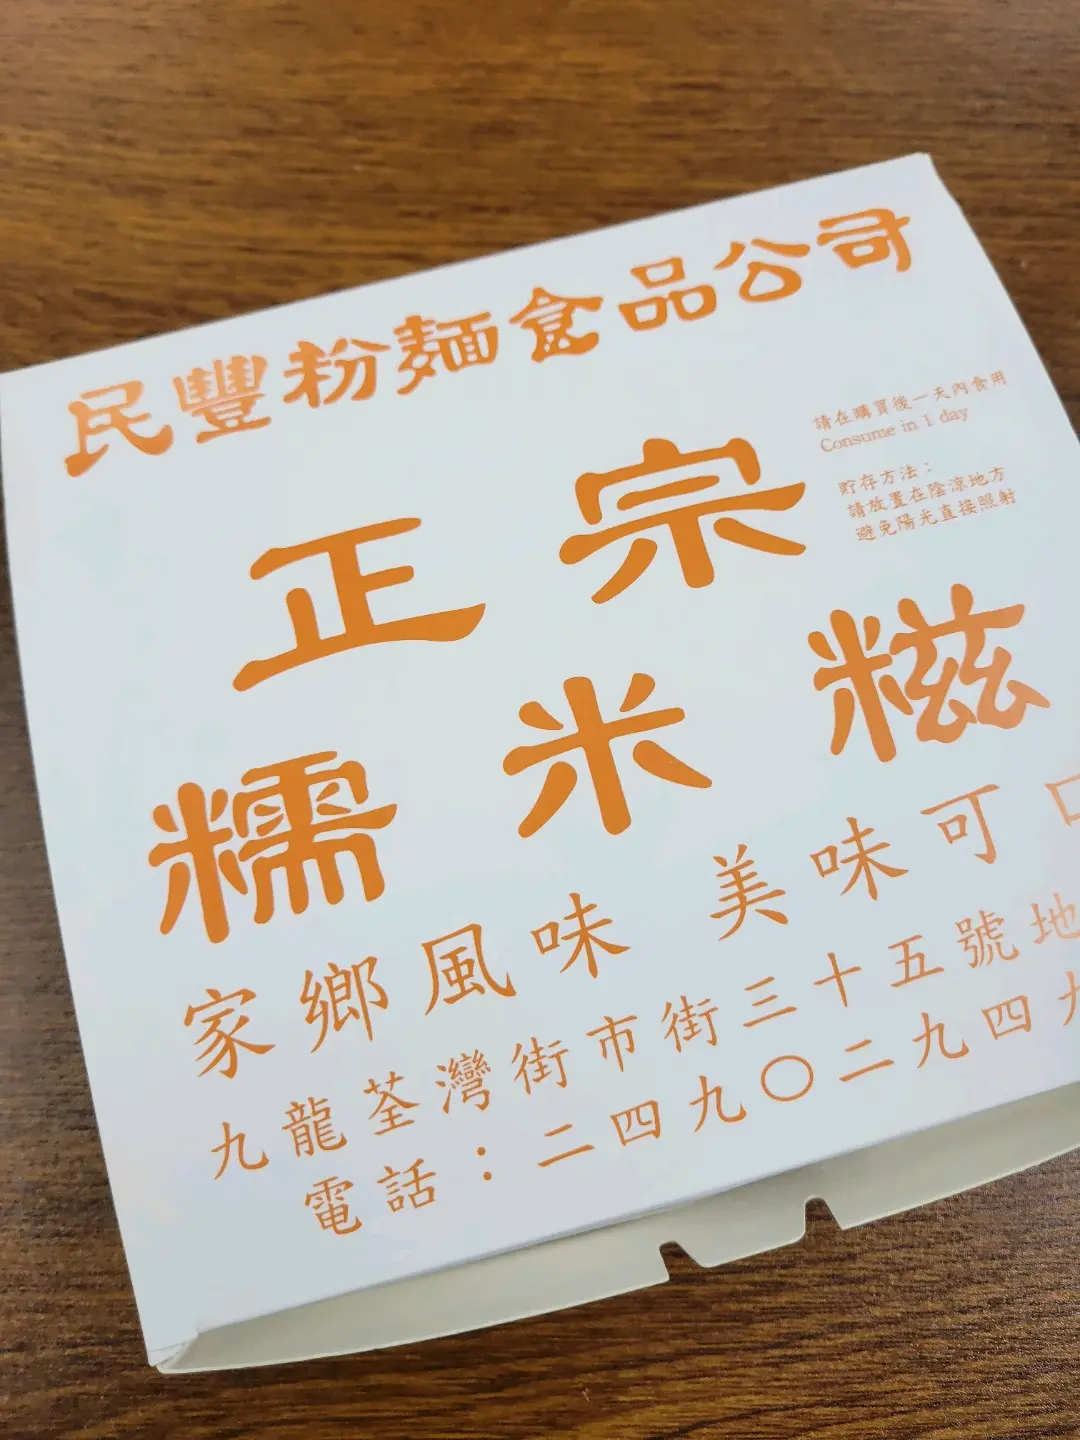 民豐粉麵食品公司
請在購買後一天內食用
Consume in 1 day
貯存方法：
請放置在陰涼地方
避免陽光直接照射
正宗
糯米糍
家鄉風味 美味可口
九龍荃灣街市街三十五號地
電話：二四九〇二九四九